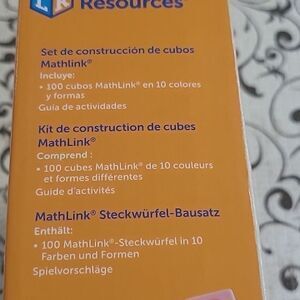 LR Resources®
Set de construcción de cubos
MathLink®
Incluye:
• 100 cubos MathLink® en 10 colores
y formas
Guía de actividades
Kit de construction de cubes
MathLink®
Comprend :
• 100 cubes MathLink® de 10 couleurs
et formes différentes
Guide d'activités
MathLink® Steckwürfel-Bausatz
Enthält:
• 100 MathLink®-Steckwürfel in 10
Farben und Formen
Spielvorschläge